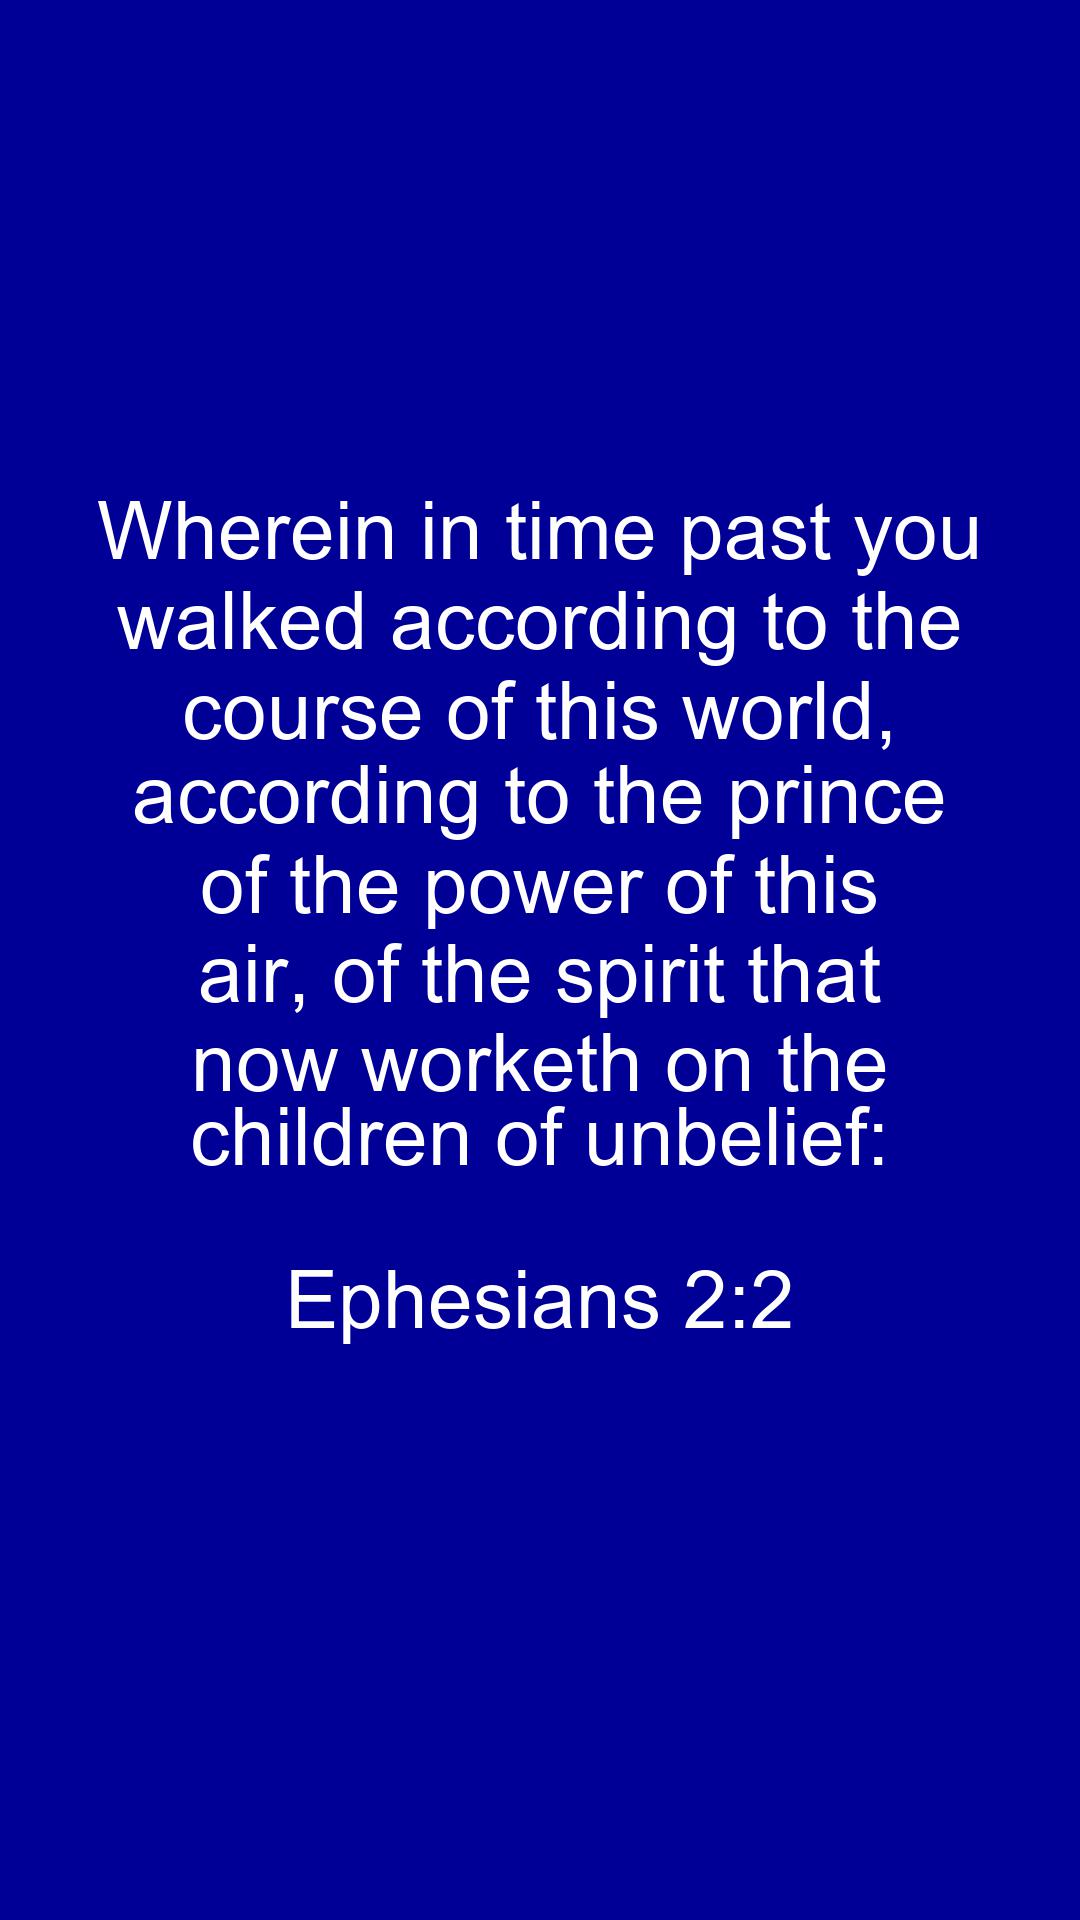 Wherein in time past you
walked according to the
course of this world,
according to the prince
of the power of this
air, of the spirit that
now worketh on the
children of unbelief:
Ephesians 2:2